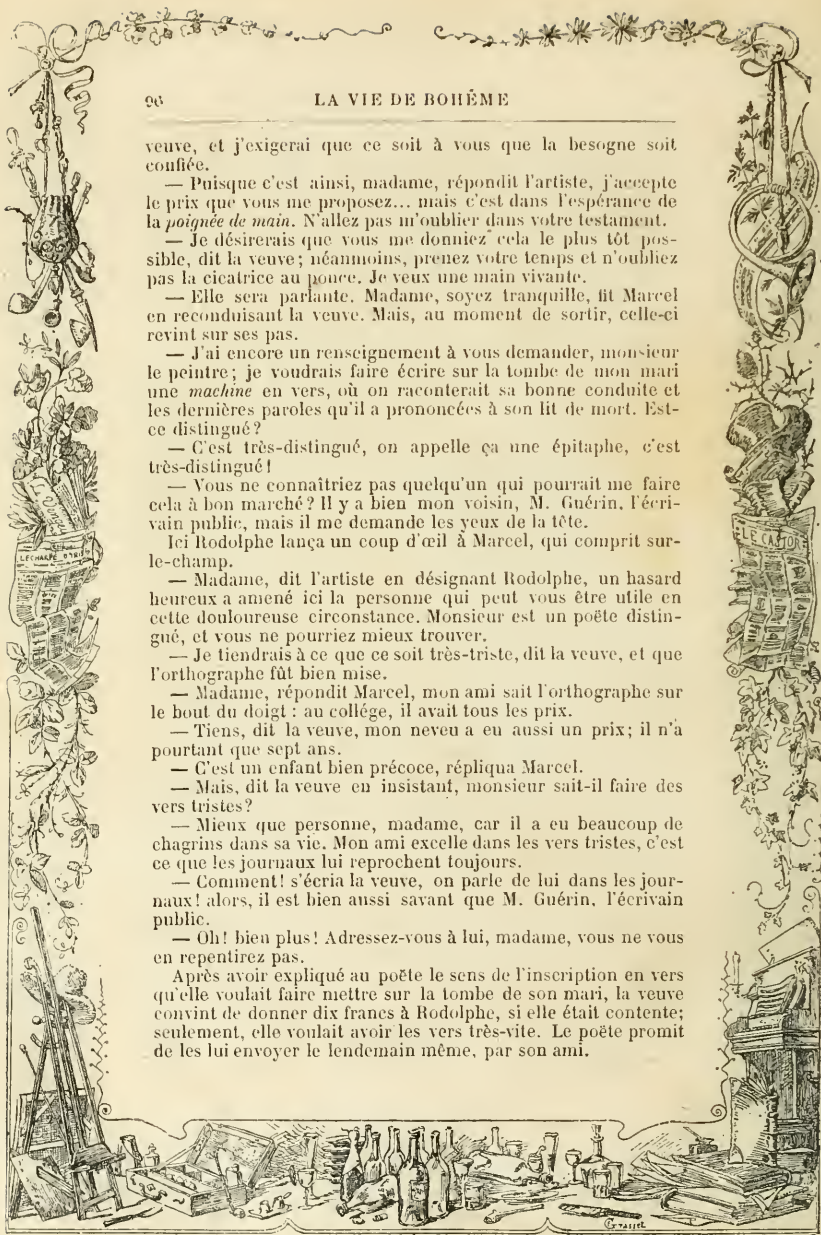 96
LA VIE DE BOHÊME
veuve, et j'exigerai que ce soit à vous que la besogne soit
confiée.
— Puisque c'est ainsi, madame, répondit l'artiste, j'accepte
le prix que vous me proposez... mais c'est dans l'espérance de
la poignée de main. N'allez pas m'oublier dans votre testament.
— Je désirerais que vous me donniez cela le plus tôt pos-
sible, dit la veuve; néanmoins, prenez votre temps et n'oubliez
pas la cicatrice au pouce. Je veux une main vivante.
— Elle sera parlante. Madame, soyez tranquille, fit Marcel
en reconduisant la veuve. Mais, au moment de sortir, celle-ci
revint sur ses pas.
— J'ai encore un renseignement à vous demander, monsieur
le peintre; je voudrais faire écrire sur la tombe de mon mari
une machine en vers, où on raconterait sa bonne conduite et
les dernières paroles qu'il a prononcées à son lit de mort. Est-
ce distingué?
— C'est très-distingué, on appelle ça une épitaphe, c'est
très-distingué!
— Vous ne connaîtriez pas quelqu'un qui pourrait me faire
cela à bon marché? Il y a bien mon voisin, M. Guérin, l'écri-
vain public, mais il me demande les yeux de la tête.
Ici Rodolphe lança un coup d'œil à Marcel, qui comprit sur-
le-champ.
— Madame, dit l'artiste en désignant Rodolphe, un hasard
heureux a amené ici la personne qui peut vous être utile en
cette douloureuse circonstance. Monsieur est un poëte distin-
gué, et vous ne pourriez mieux trouver.
— Je tiendrais à ce que ce soit très-triste, dit la veuve, et que
l'orthographe fût bien mise.
— Madame, répondit Marcel, mon ami sait l'orthographe sur
le bout du doigt : au collége, il avait tous les prix.
— Tiens, dit la veuve, mon neveu a eu aussi un prix; il n'a
pourtant que sept ans.
— C'est un enfant bien précoce, répliqua Marcel.
— Mais, dit la veuve en insistant, monsieur sait-il faire des
vers tristes?
— Mieux que personne, madame, car il a eu beaucoup de
chagrins dans sa vie. Mon ami excelle dans les vers tristes, c'est
ce que les journaux lui reprochent toujours.
— Comment! s'écria la veuve, on parle de lui dans les jour-
naux! alors, il est bien aussi savant que M. Guérin, l'écrivain
public.
— Oh! bien plus! Adressez-vous à lui, madame, vous ne vous
en repentirez pas.
Après avoir expliqué au poëte le sens de l'inscription en vers
qu'elle voulait faire mettre sur la tombe de son mari, la veuve
convint de donner dix francs à Rodolphe, si elle était contente;
seulement, elle voulait avoir les vers très-vite. Le poëte promit
de les lui envoyer le lendemain même, par son ami.
L'ECHARPE D'IRIS
LE CASTOR
Grasset